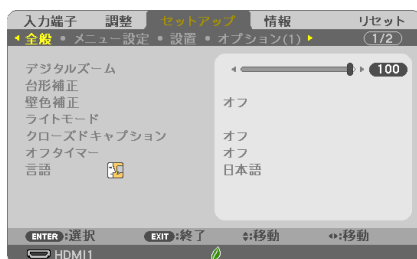 入力端子 調整 セットアップ 情報 リセット
全般 メニュー設定 設置 オプション(1) (1/2)
デジタルズーム 100
台形補正
壁色補正 オフ
ライトモード
クローズドキャプション オフ
オフタイマー オフ
言語 日本語
ENTER:選択 EXIT:終了 :移動 :移動
HDMI1